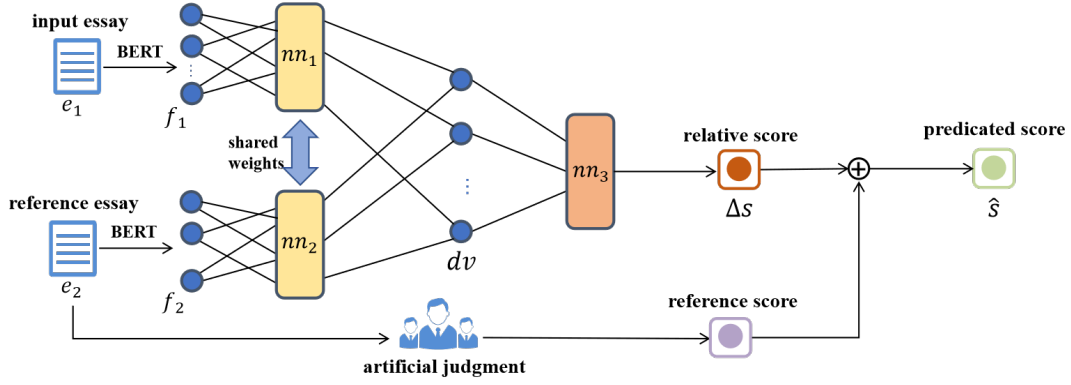 input essay
BERT
e₁
f₁
nn₁
shared
weights
reference essay
BERT
e₂
f₂
nn₂
dv
nn₃
relative score
Δs
predicated score
ŝ
reference score
artificial judgment